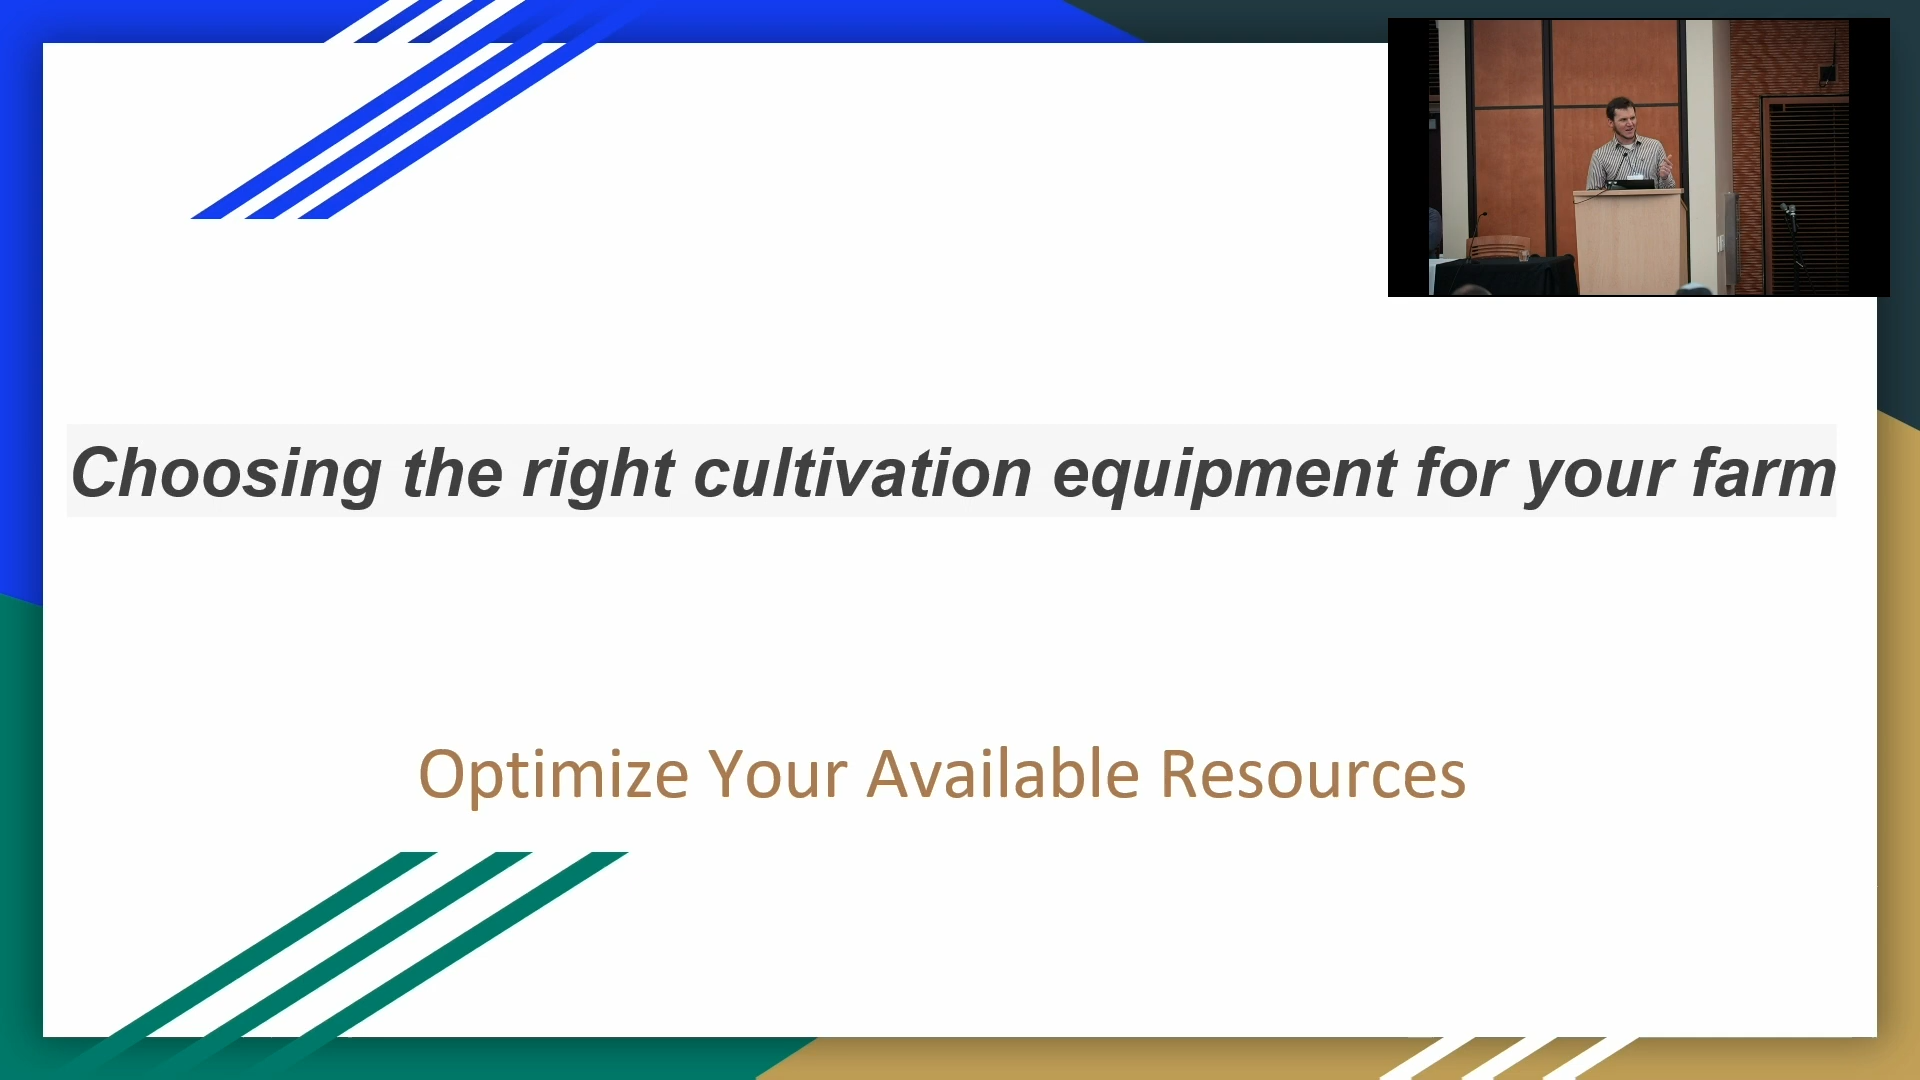 Choosing the right cultivation equipment for your farm
Optimize Your Available Resources